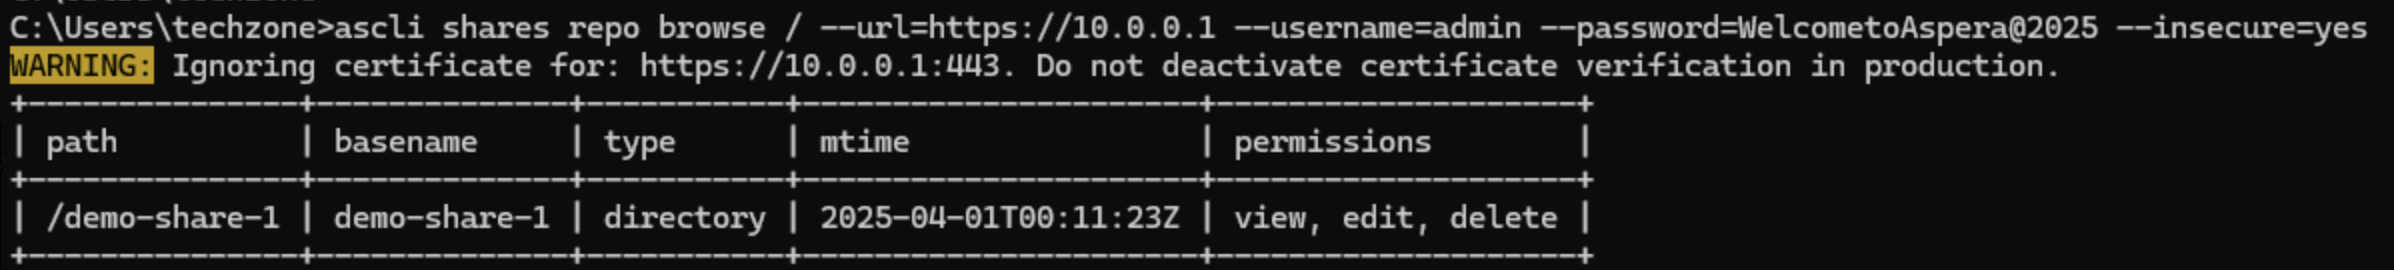 C:\Users\techzone>ascli shares repo browse / --url=https://10.0.0.1 --username=admin --password=WelcometoAspera@2025 --insecure=yes
WARNING: Ignoring certificate for: https://10.0.0.1:443. Do not deactivate certificate verification in production.
+---------------+--------------+-----------+----------------------+--------------------+
| path          | basename     | type      | mtime                | permissions        |
+---------------+--------------+-----------+----------------------+--------------------+
| /demo-share-1 | demo-share-1 | directory | 2025-04-01T00:11:23Z | view, edit, delete |
+---------------+--------------+-----------+----------------------+--------------------+